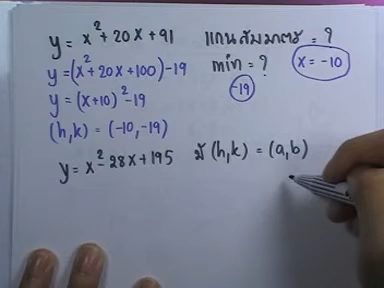 y = x² + 20x + 91 แกนสมมาตร = ?
y = (x² + 20x + 100) - 19 min = ? x = -10
y = (x+10)² - 19 -19
(h,k) = (-10, -19)
y = x² - 28x + 195 มี (h,k) = (a,b)